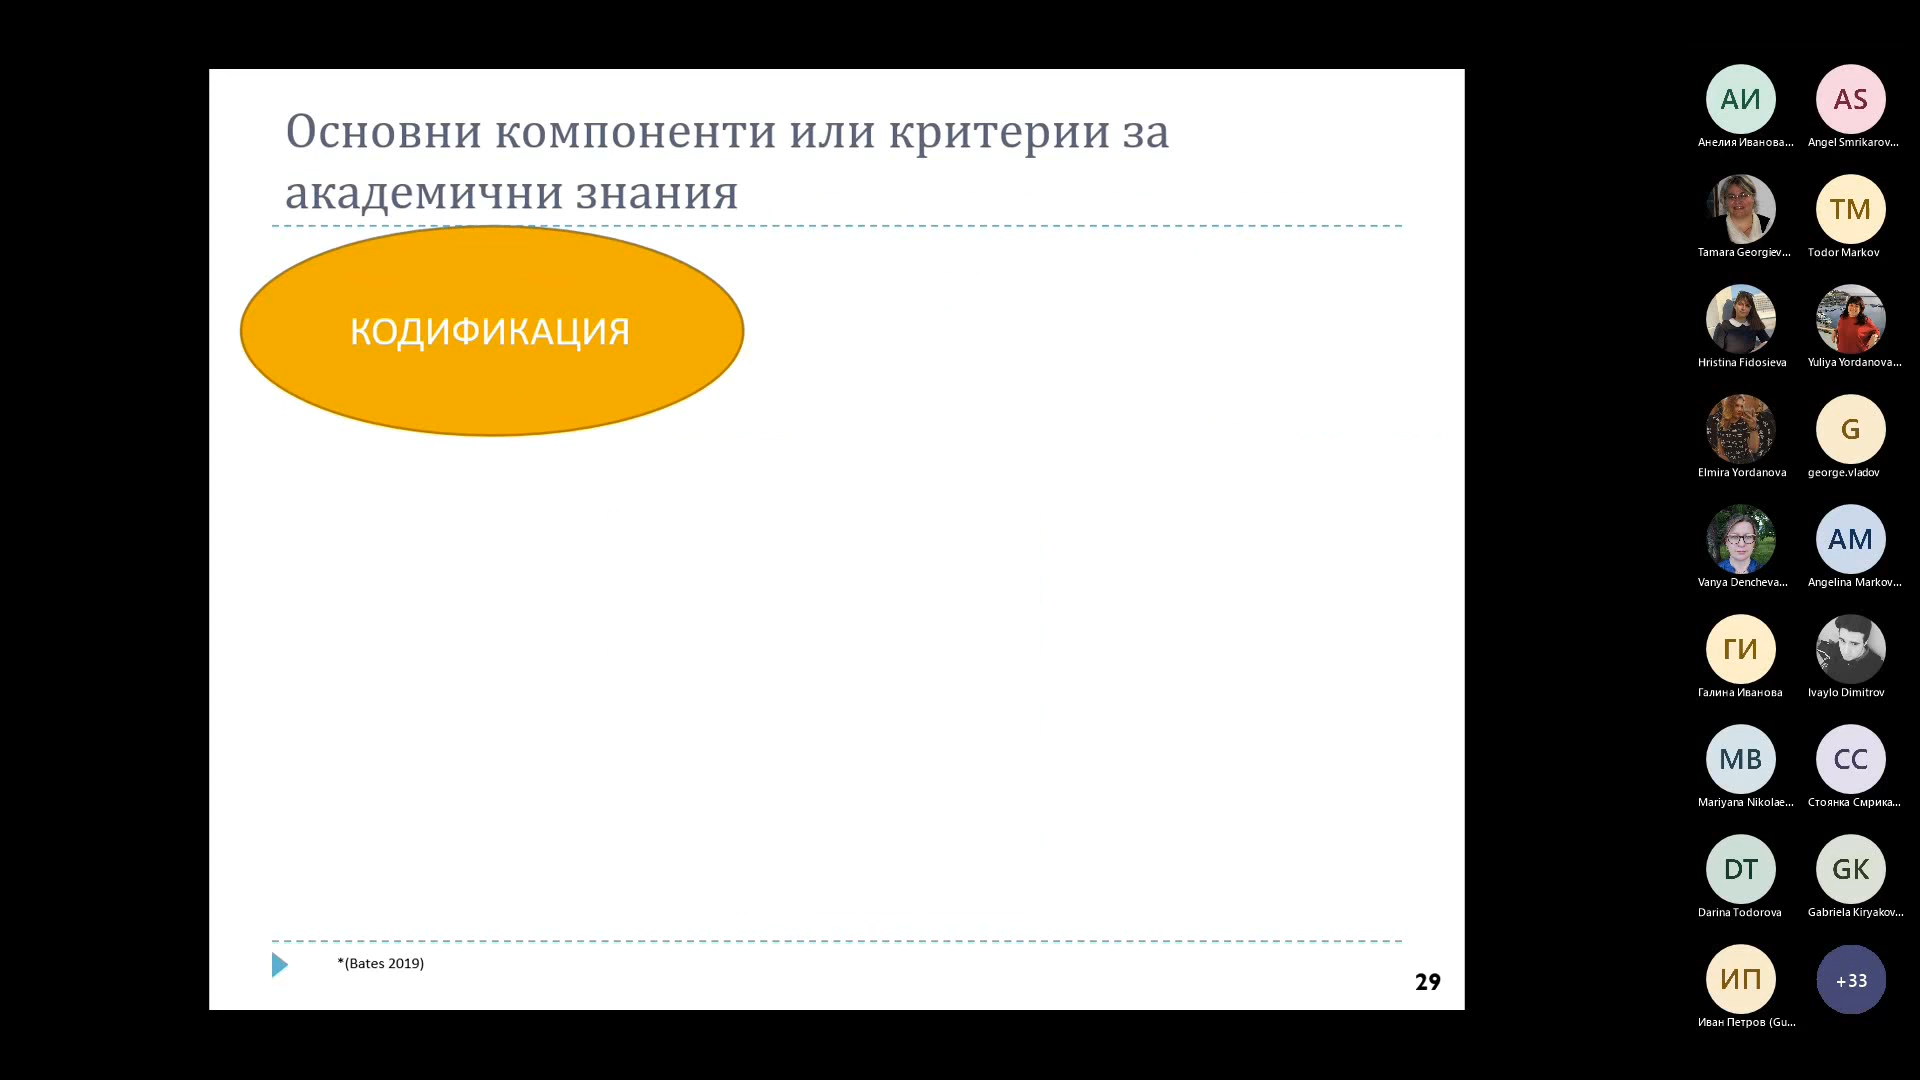 Основни компоненти или критерии за
академични знания
КОДИФИКАЦИЯ
*(Bates 2019)
29
АИ
Анелия Иванова...
AS
Angel Smrikarov...
Tamara Georgiev...
TM
Todor Markov
Hristina Fidosieva
Yuliya Yordanova...
Elmira Yordanova
G
george.vladov
Vanya Dencheva...
AM
Angelina Markov...
ГИ
Галина Иванова
Ivaylo Dimitrov
MB
Mariyana Nikolae...
СС
Стоянка Смрика...
DT
Darina Todorova
GK
Gabriela Kiryakov...
ИП
Иван Петров (Gu...
+33